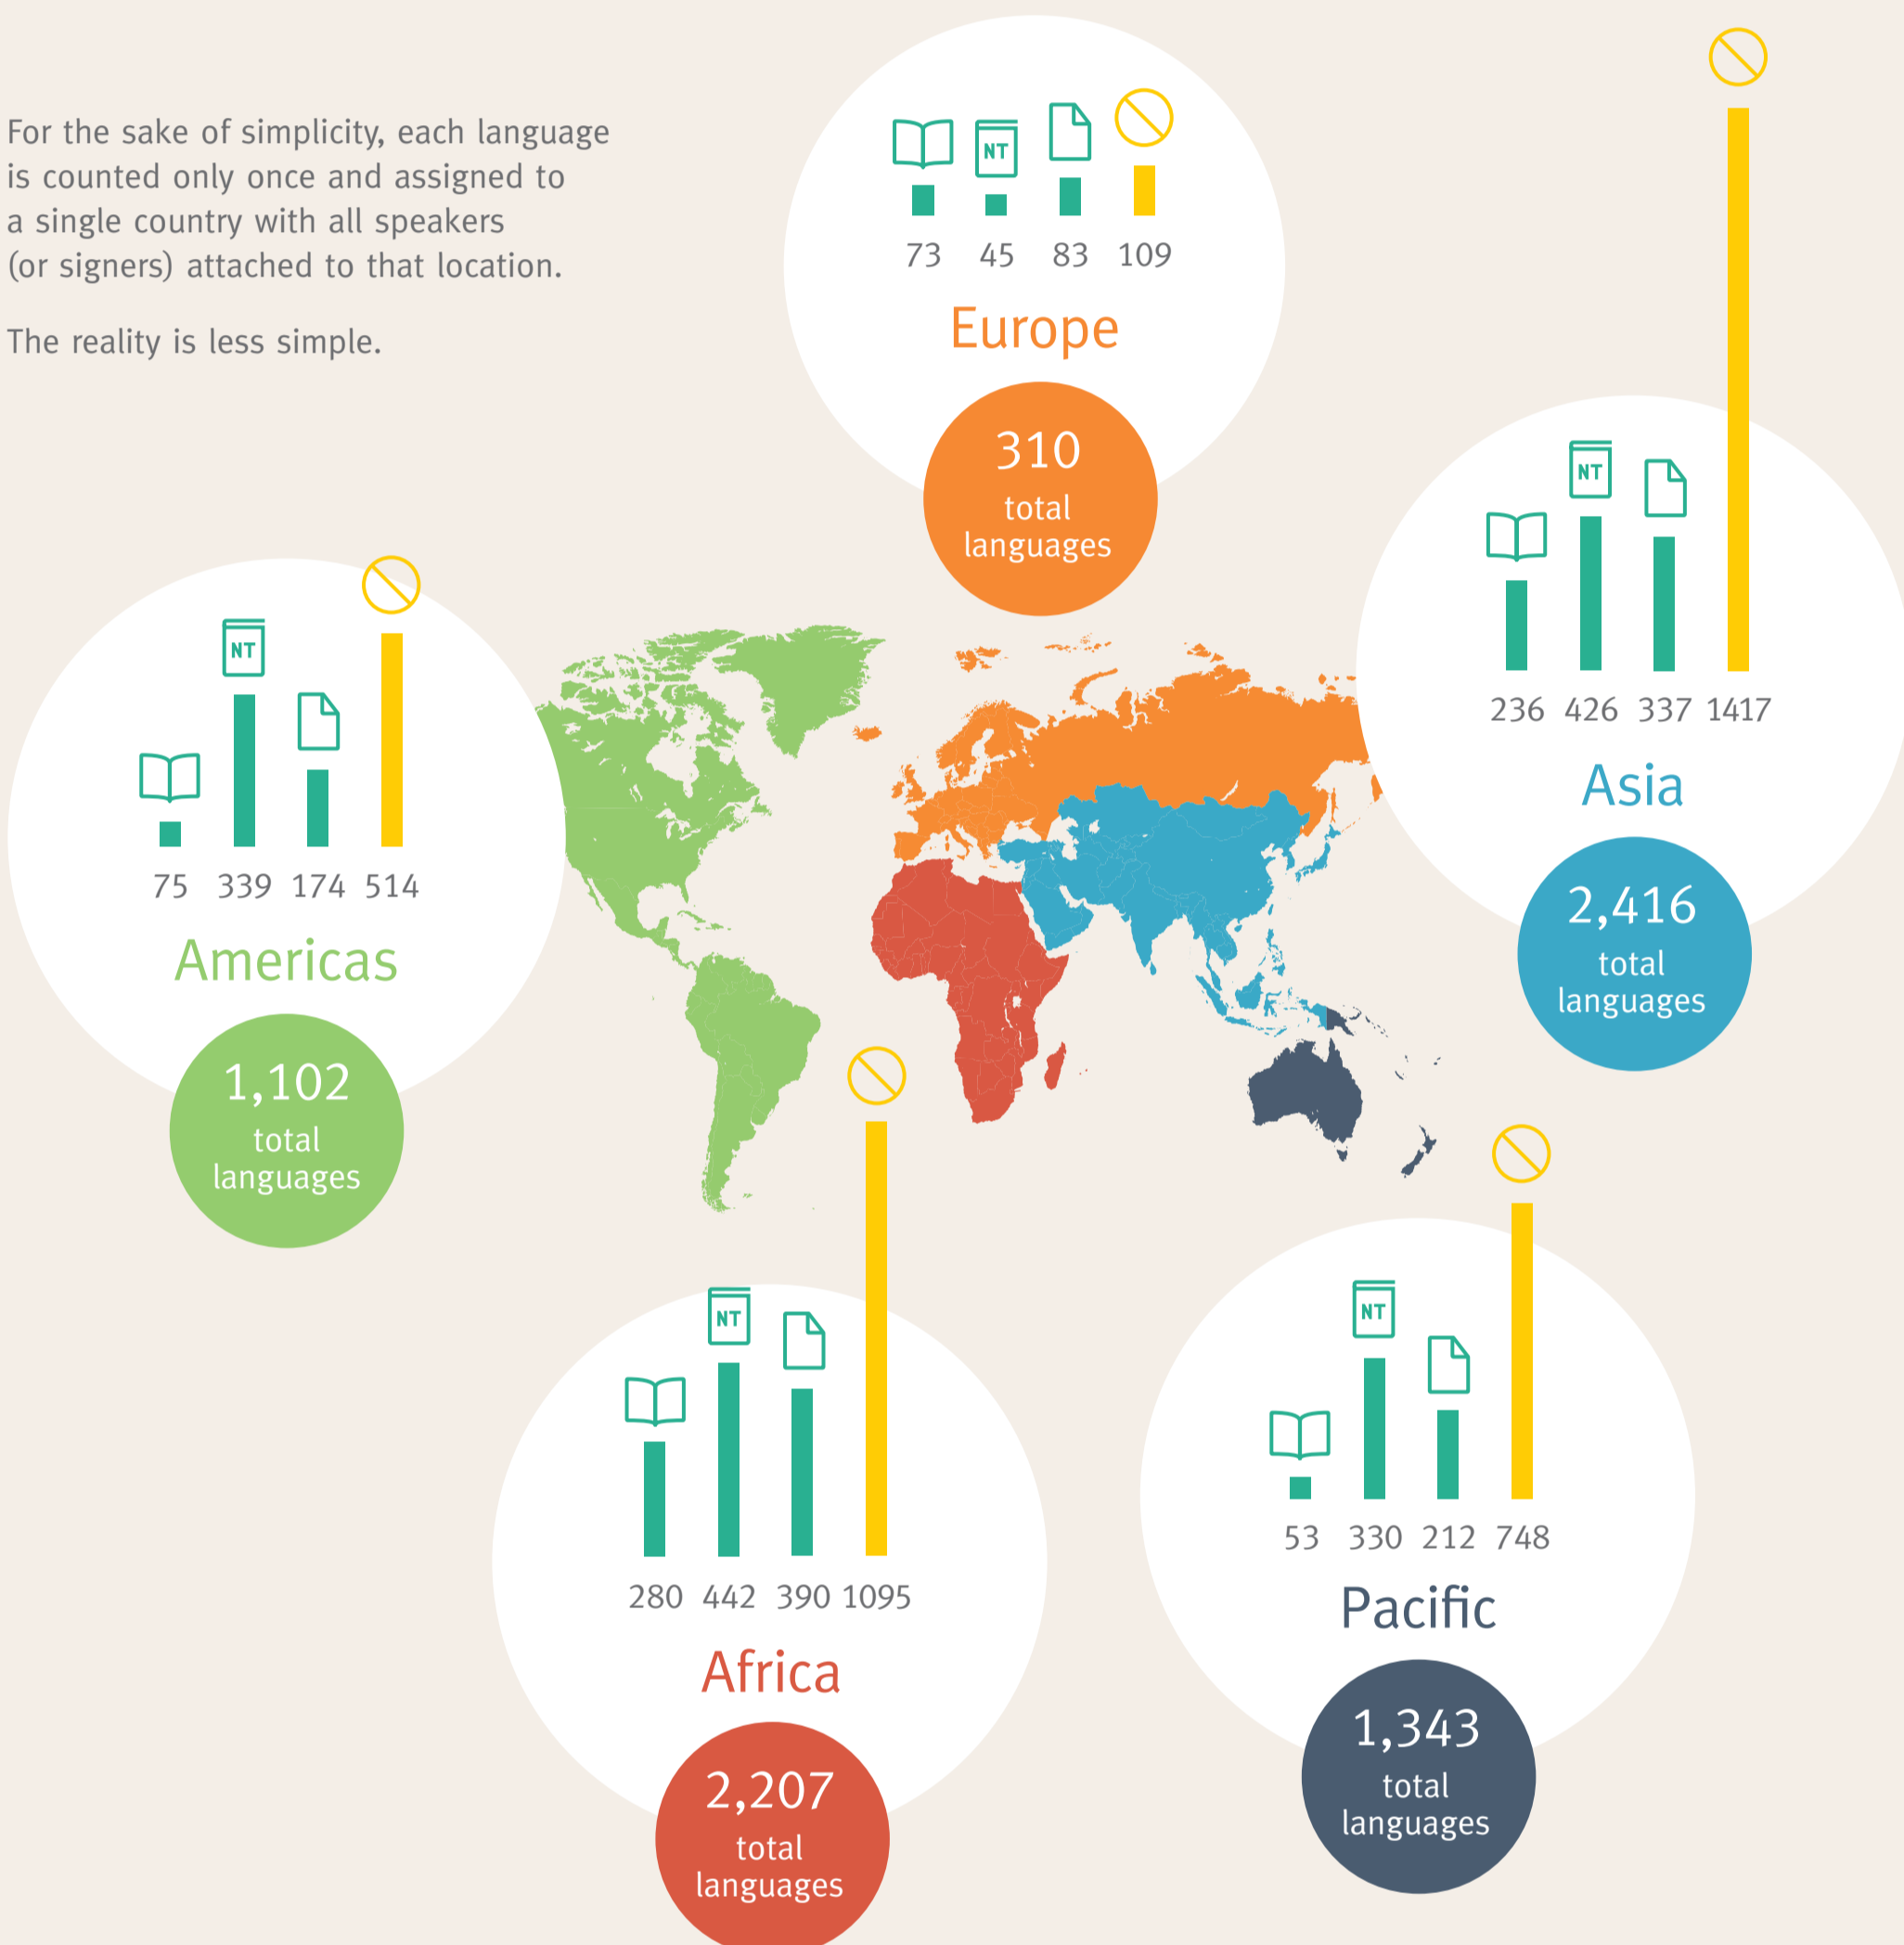 For the sake of simplicity, each language
is counted only once and assigned to
a single country with all speakers
(or signers) attached to that location.
The reality is less simple.
NT
73 45 83 109
Europe
310
total
languages
NT
236 426 337 1417
Asia
2,416
total
languages
NT
75 339 174 514
Americas
1,102
total
languages
NT
280 442 390 1095
Africa
2,207
total
languages
NT
53 330 212 748
Pacific
1,343
total
languages